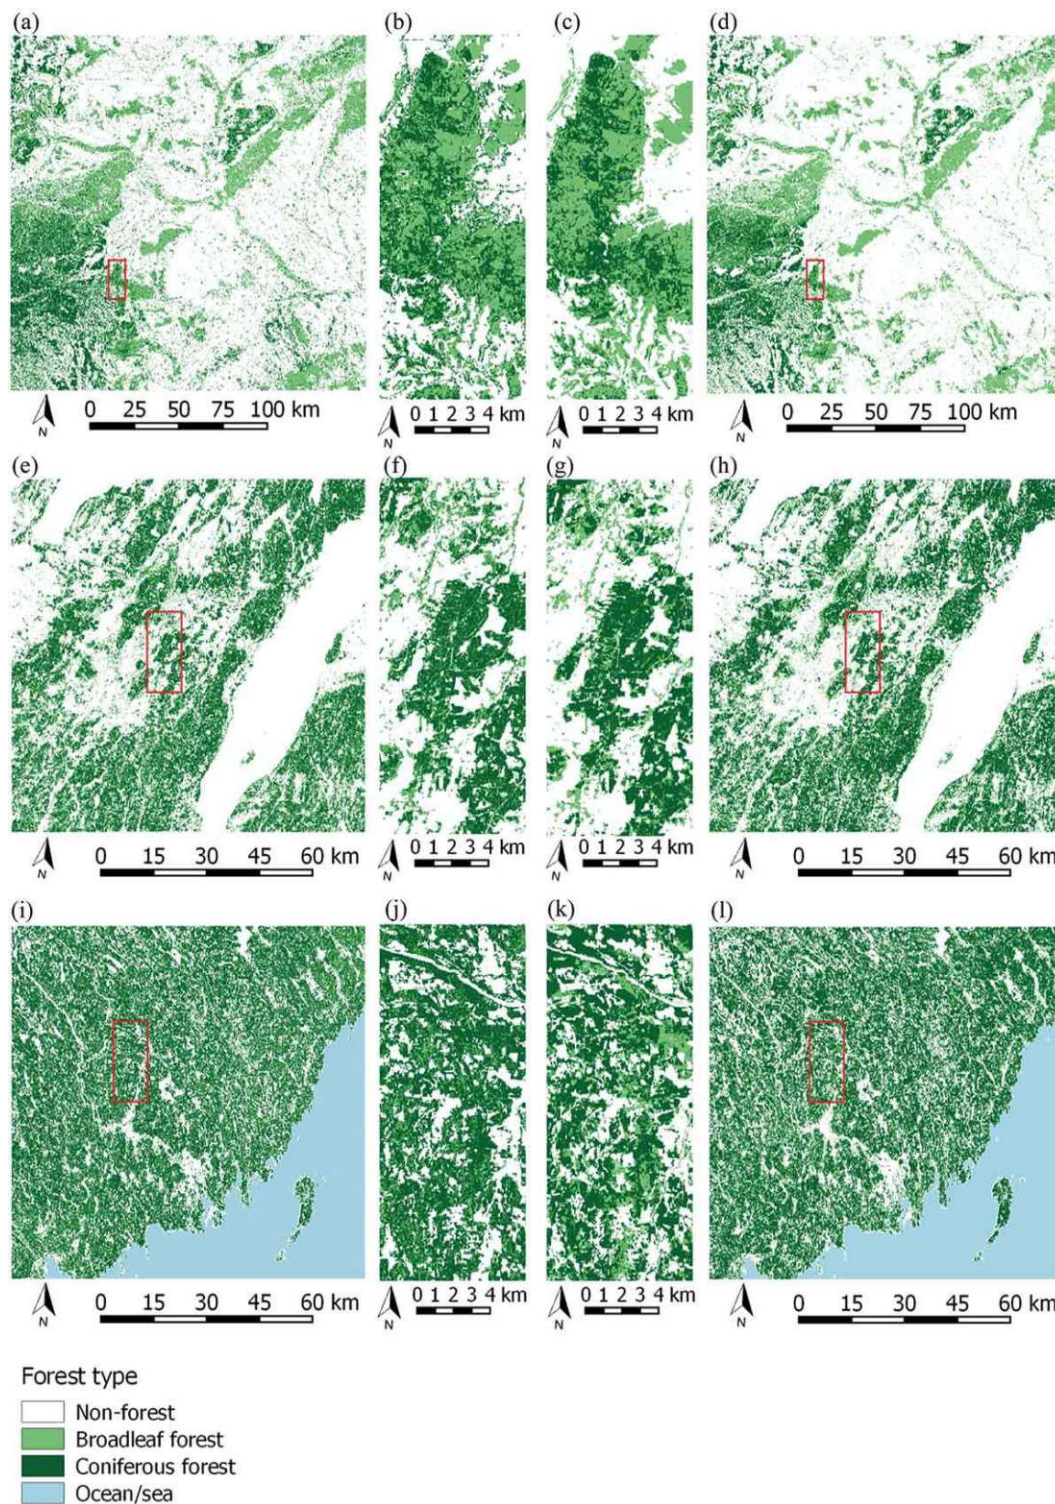 (a) (b) (c) (d)
0 25 50 75 100 km 0 1 2 3 4 km 0 1 2 3 4 km 0 25 50 75 100 km
N N N N
(e) (f) (g) (h)
0 15 30 45 60 km 0 1 2 3 4 km 0 1 2 3 4 km 0 15 30 45 60 km
N N N N
(i) (j) (k) (l)
0 15 30 45 60 km 0 1 2 3 4 km 0 1 2 3 4 km 0 15 30 45 60 km
N N N N
Forest type
Non-forest
Broadleaf forest
Coniferous forest
Ocean/sea